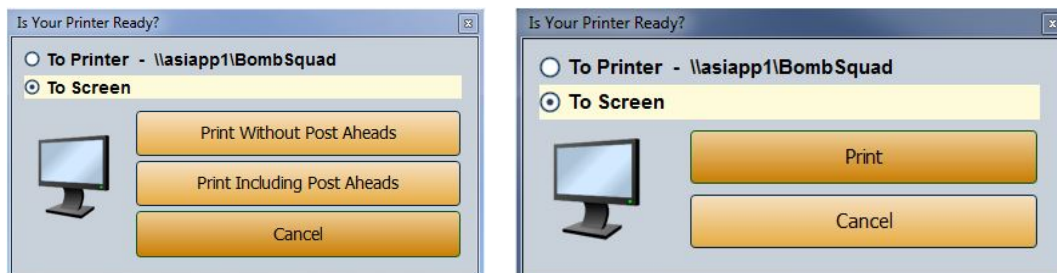 Is Your Printer Ready?
To Printer - \\asiapp1\BombSquad
To Screen
Print Without Post Aheads
Print Including Post Aheads
Cancel
Is Your Printer Ready?
To Printer - \\asiapp1\BombSquad
To Screen
Print
Cancel